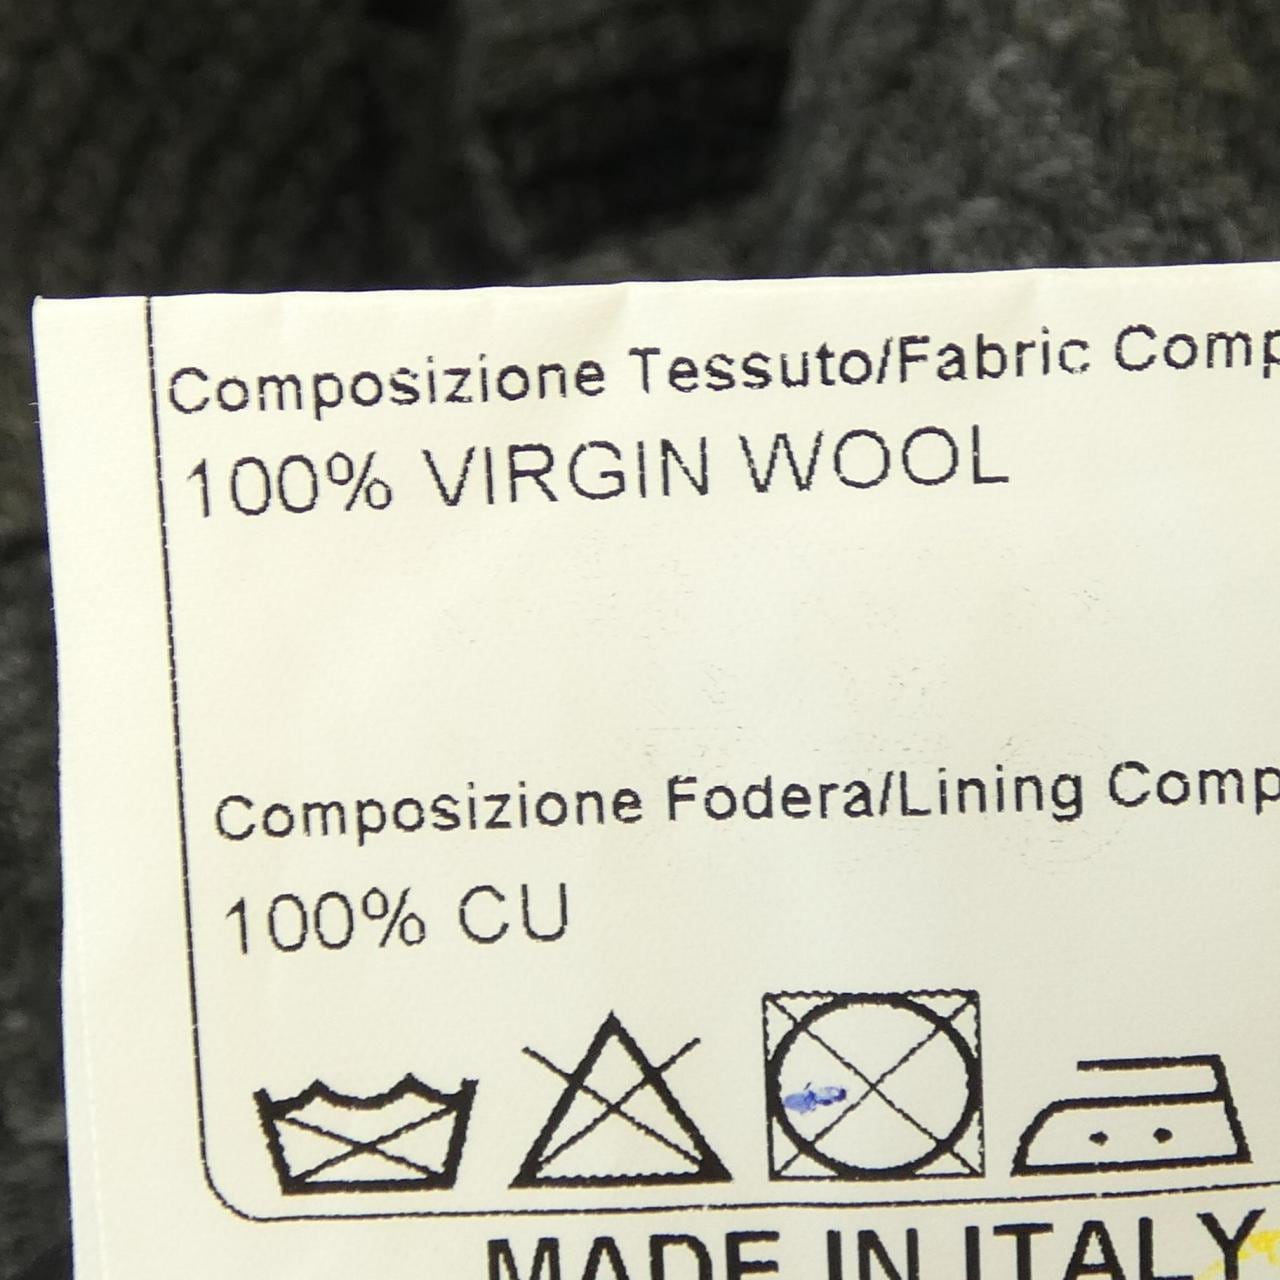 Composizione Tessuto/Fabric Comp
100% VIRGIN WOOL
Composizione Fodera/Lining Comp
100% CU
MADE IN ITALY